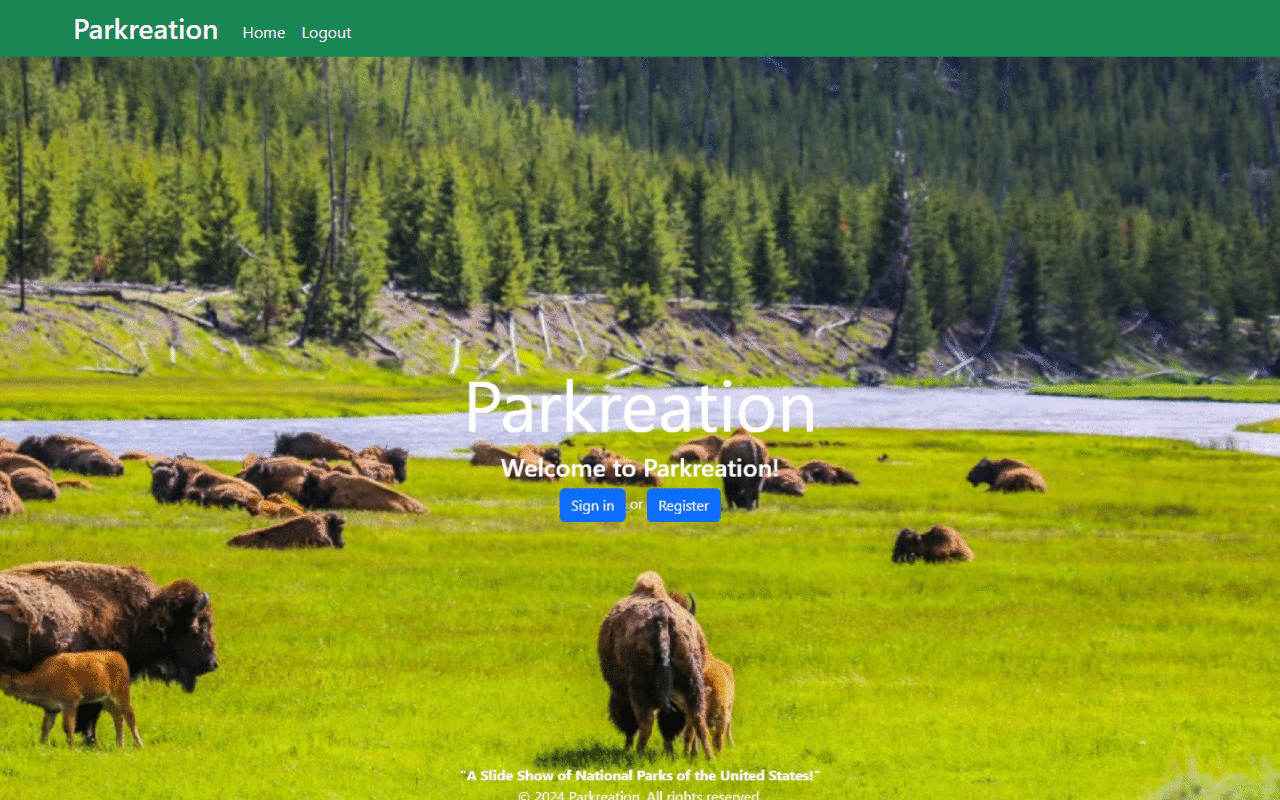 Parkreation Home Logout
Parkreation
Welcome to Parkreation!
Sign in or Register
"A Slide Show of National Parks of the United States!"
© 2024 Parkreation. All rights reserved.